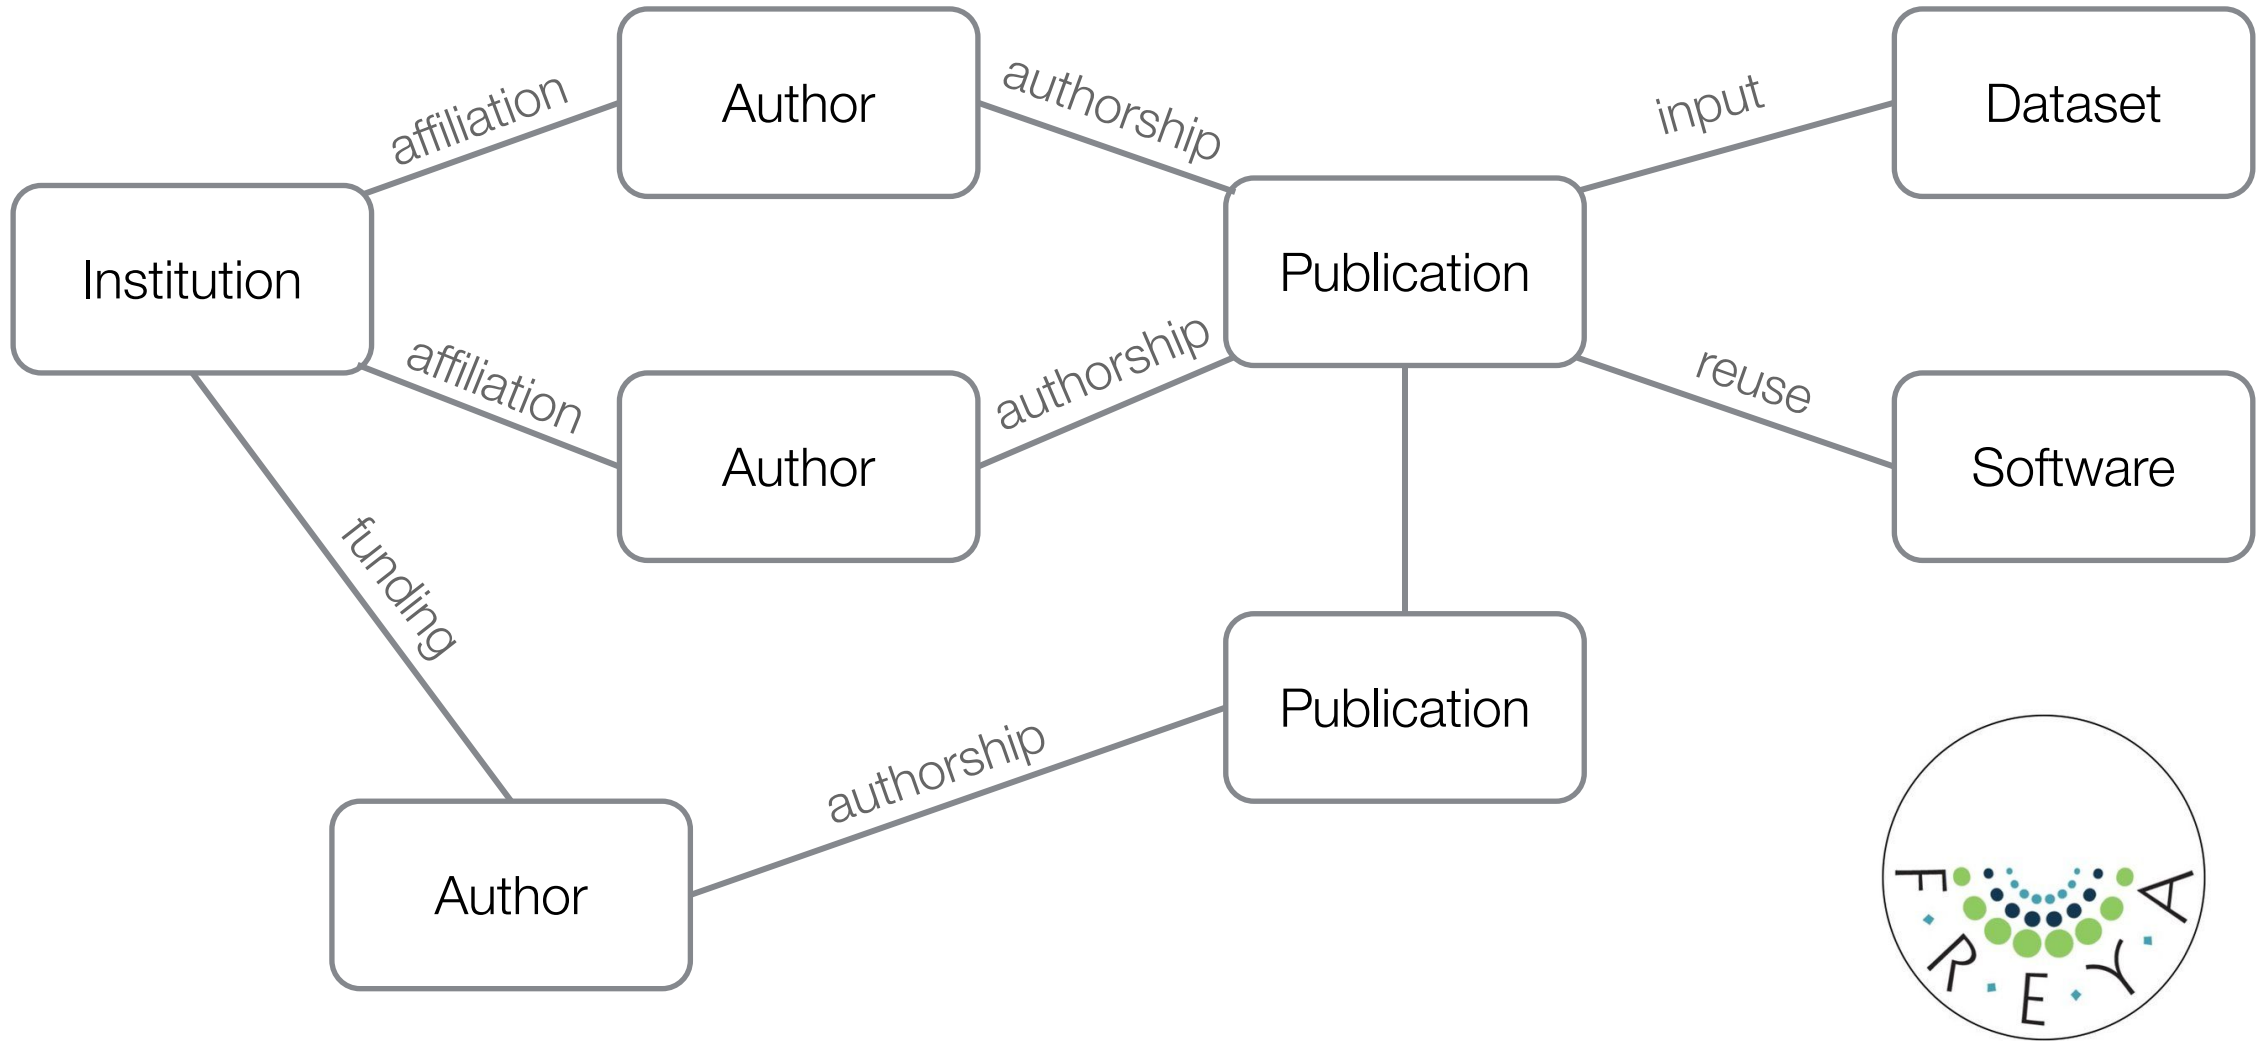 Author
Dataset
affiliation
authorship
input
Institution
Publication
affiliation
authorship
reuse
Author
Software
funding
Publication
authorship
Author
F·R·E·Y·A